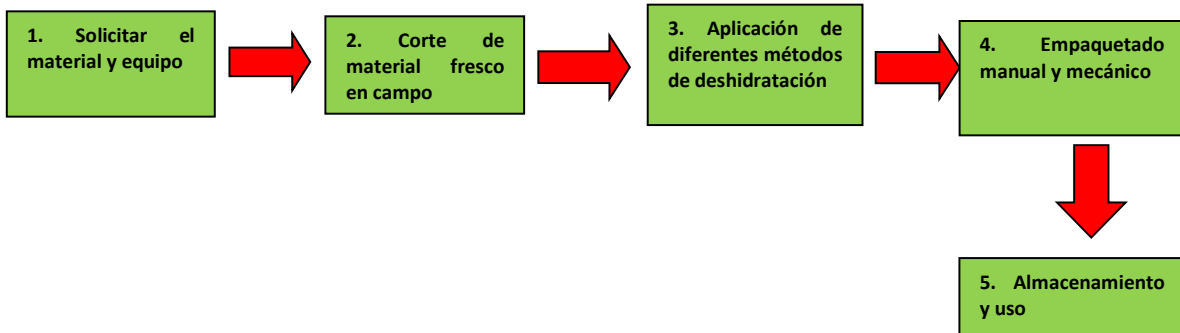 1. Solicitar el
material y equipo
2. Corte de
material fresco
en campo
3. Aplicación de
diferentes métodos
de deshidratación
4. Empaquetado
manual y mecánico
5. Almacenamiento
y uso